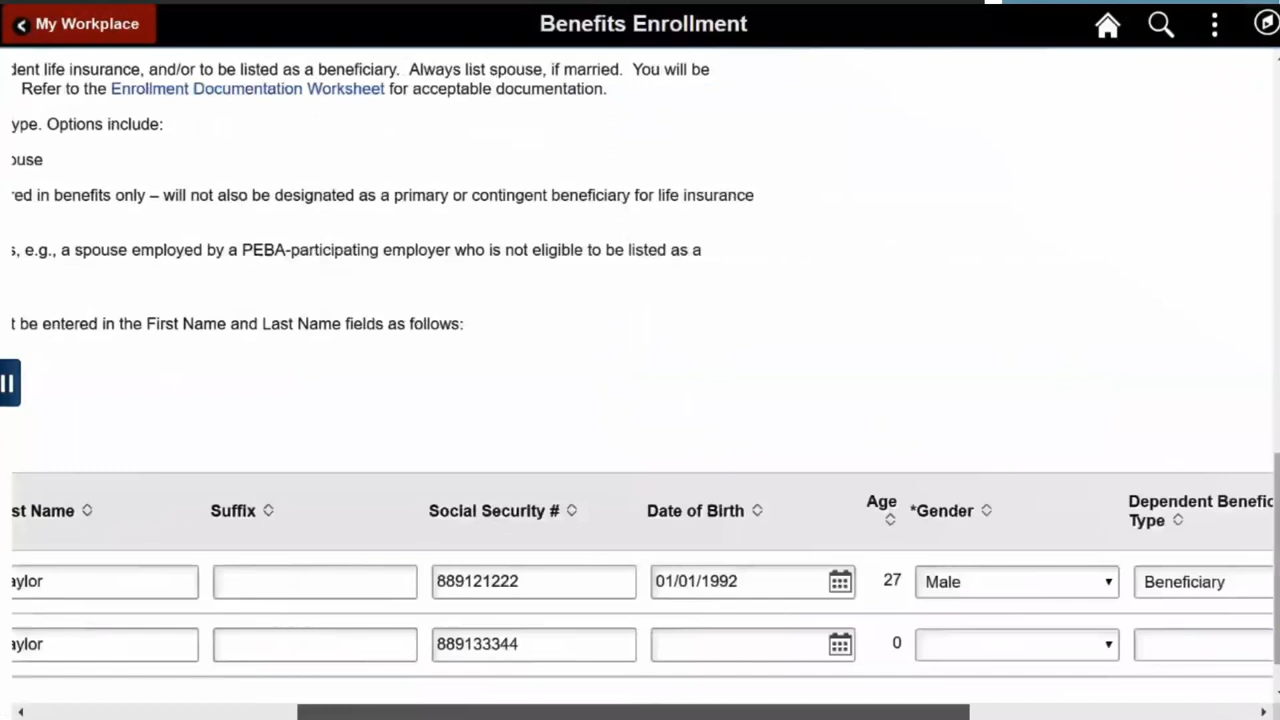 My Workplace
Benefits Enrollment
dent life insurance, and/or to be listed as a beneficiary. Always list spouse, if married. You will be
Refer to the Enrollment Documentation Worksheet for acceptable documentation.
ype. Options include:
ouse
red in benefits only – will not also be designated as a primary or contingent beneficiary for life insurance
s, e.g., a spouse employed by a PEBA-participating employer who is not eligible to be listed as a
t be entered in the First Name and Last Name fields as follows:
st Name Suffix Social Security # Date of Birth Age *Gender Dependent Benefic
Type
aylor 889121222 01/01/1992 27 Male Beneficiary
aylor 889133344 0